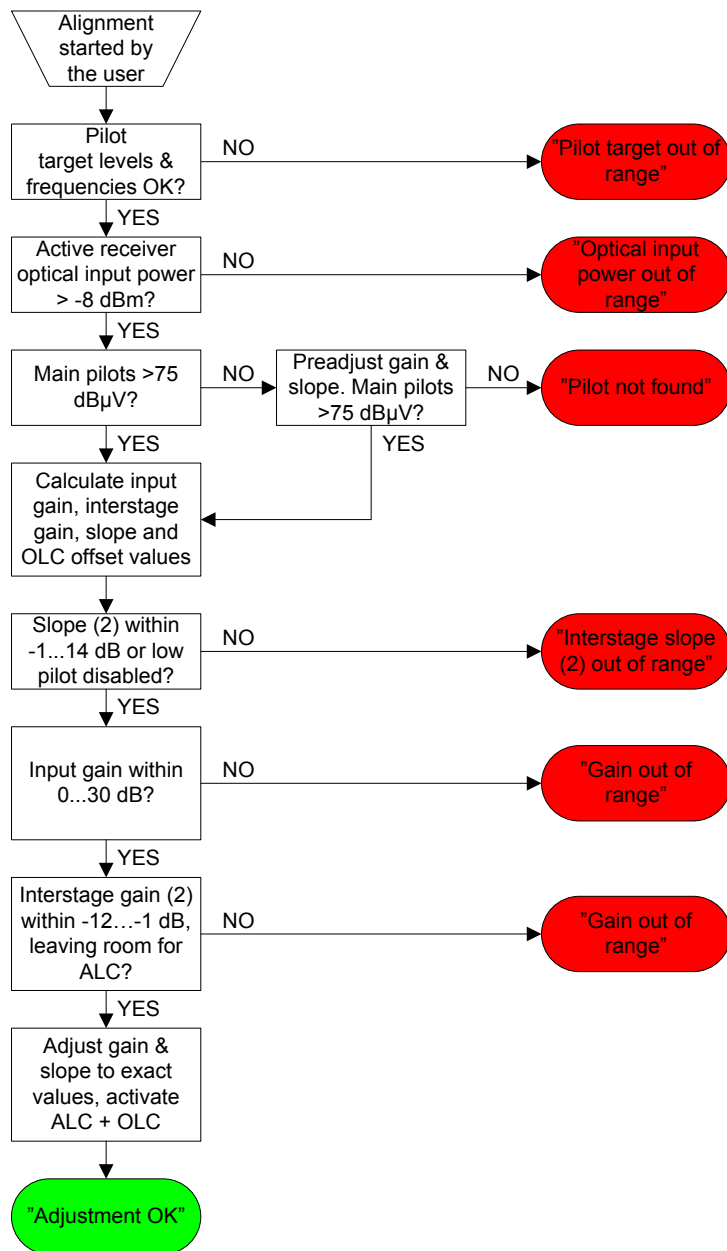 Alignment
started by
the user
Pilot
target levels &
frequencies OK?
NO
"Pilot target out of
range"
YES
Active receiver
optical input power
> -8 dBm?
NO
"Optical input
power out of
range"
YES
Main pilots >75
dBµV?
NO
Preadjust gain &
slope. Main pilots
>75 dBµV?
NO
"Pilot not found"
YES
YES
Calculate input
gain, interstage
gain, slope and
OLC offset values
Slope (2) within
-1...14 dB or low
pilot disabled?
NO
"Interstage slope
(2) out of range"
YES
Input gain within
0...30 dB?
NO
"Gain out of
range"
YES
Interstage gain (2)
within -12…-1 dB,
leaving room for
ALC?
NO
"Gain out of
range"
YES
Adjust gain &
slope to exact
values, activate
ALC + OLC
"Adjustment OK"